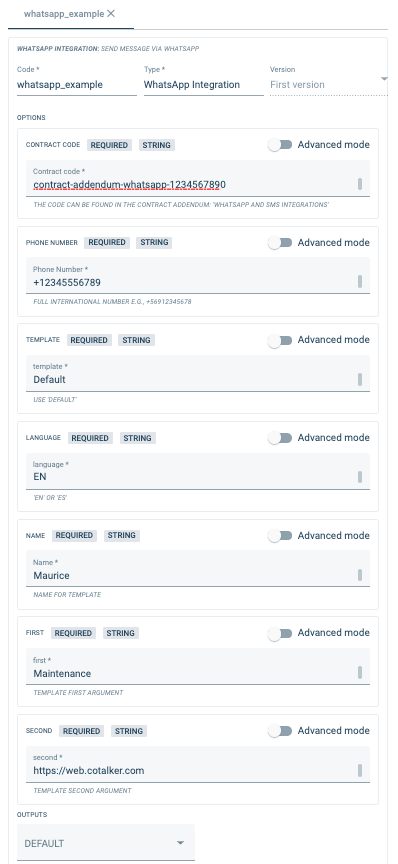 whatsapp_example
WHATSAPP INTEGRATION: SEND MESSAGE VIA WHATSAPP
Code * Type * Version
whatsapp_example WhatsApp Integration First version
OPTIONS
CONTRACT CODE REQUIRED STRING Advanced mode
Contract code *
contract-addendum-whatsapp-1234567890
THE CODE CAN BE FOUND IN THE CONTRACT ADDENDUM: 'WHATSAPP AND SMS INTEGRATIONS'
PHONE NUMBER REQUIRED STRING Advanced mode
Phone Number *
+12345556789
FULL INTERNATIONAL NUMBER E.G., +56912345678
TEMPLATE REQUIRED STRING Advanced mode
template *
Default
USE 'DEFAULT'
LANGUAGE REQUIRED STRING Advanced mode
language *
EN
'EN' OR 'ES'
NAME REQUIRED STRING Advanced mode
Name *
Maurice
NAME FOR TEMPLATE
FIRST REQUIRED STRING Advanced mode
first *
Maintenance
TEMPLATE FIRST ARGUMENT
SECOND REQUIRED STRING Advanced mode
second *
https://web.cotalker.com
TEMPLATE SECOND ARGUMENT
OUTPUTS
DEFAULT